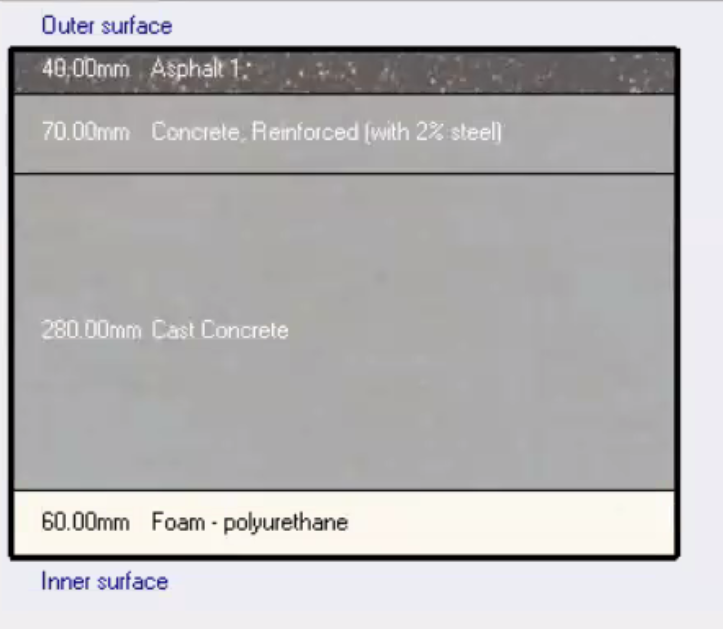 Outer surface
40.00mm Asphalt 1
70.00mm Concrete, Reinforced (with 2% steel)
280.00mm Cast Concrete
60.00mm Foam - polyurethane
Inner surface